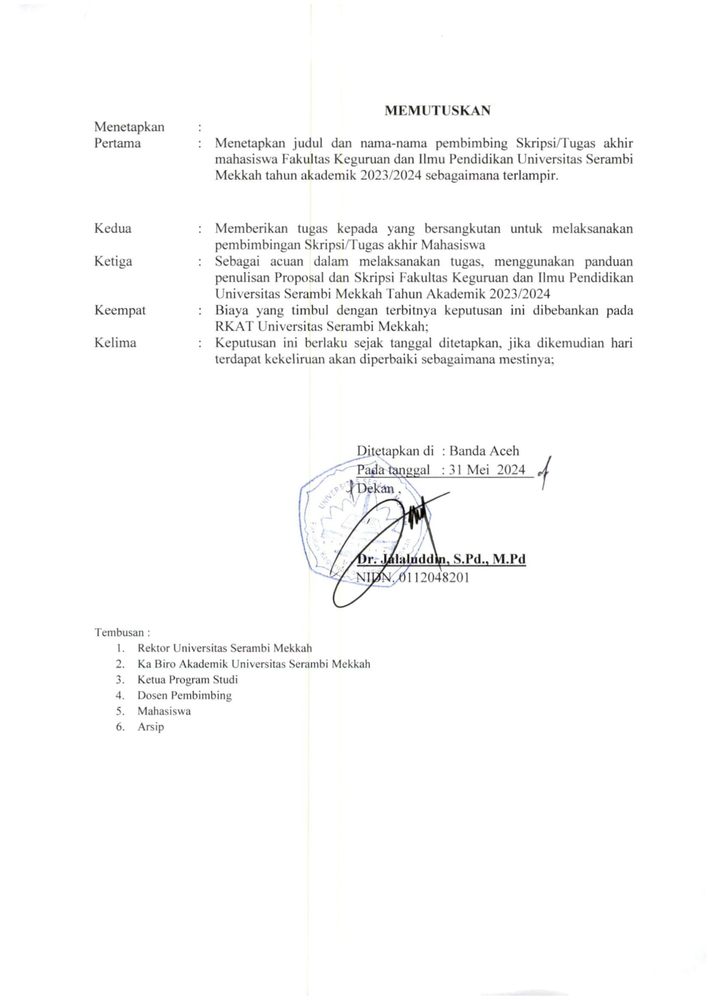 MEMUTUSKAN
Menetapkan :
Pertama : Menetapkan judul dan nama-nama pembimbing Skripsi/Tugas akhir
mahasiswa Fakultas Keguruan dan Ilmu Pendidikan Universitas Serambi
Mekkah tahun akademik 2023/2024 sebagaimana terlampir.
Kedua : Memberikan tugas kepada yang bersangkutan untuk melaksanakan
pembimbingan Skripsi/Tugas akhir Mahasiswa
Ketiga : Sebagai acuan dalam melaksanakan tugas, menggunakan panduan
penulisan Proposal dan Skripsi Fakultas Keguruan dan Ilmu Pendidikan
Universitas Serambi Mekkah Tahun Akademik 2023/2024
Keempat : Biaya yang timbul dengan terbitnya keputusan ini dibebankan pada
RKAT Universitas Serambi Mekkah;
Kelima : Keputusan ini berlaku sejak tanggal ditetapkan, jika dikemudian hari
terdapat kekeliruan akan diperbaiki sebagaimana mestinya;
Ditetapkan di : Banda Aceh
Pada tanggal : 31 Mei 2024
Dekan ,
UNIVERSITAS SERAMBI
Dr. Jalaluddin, S.Pd., M.Pd
NIDN. 0112048201
Tembusan :
1. Rektor Universitas Serambi Mekkah
2. Ka Biro Akademik Universitas Serambi Mekkah
3. Ketua Program Studi
4. Dosen Pembimbing
5. Mahasiswa
6. Arsip